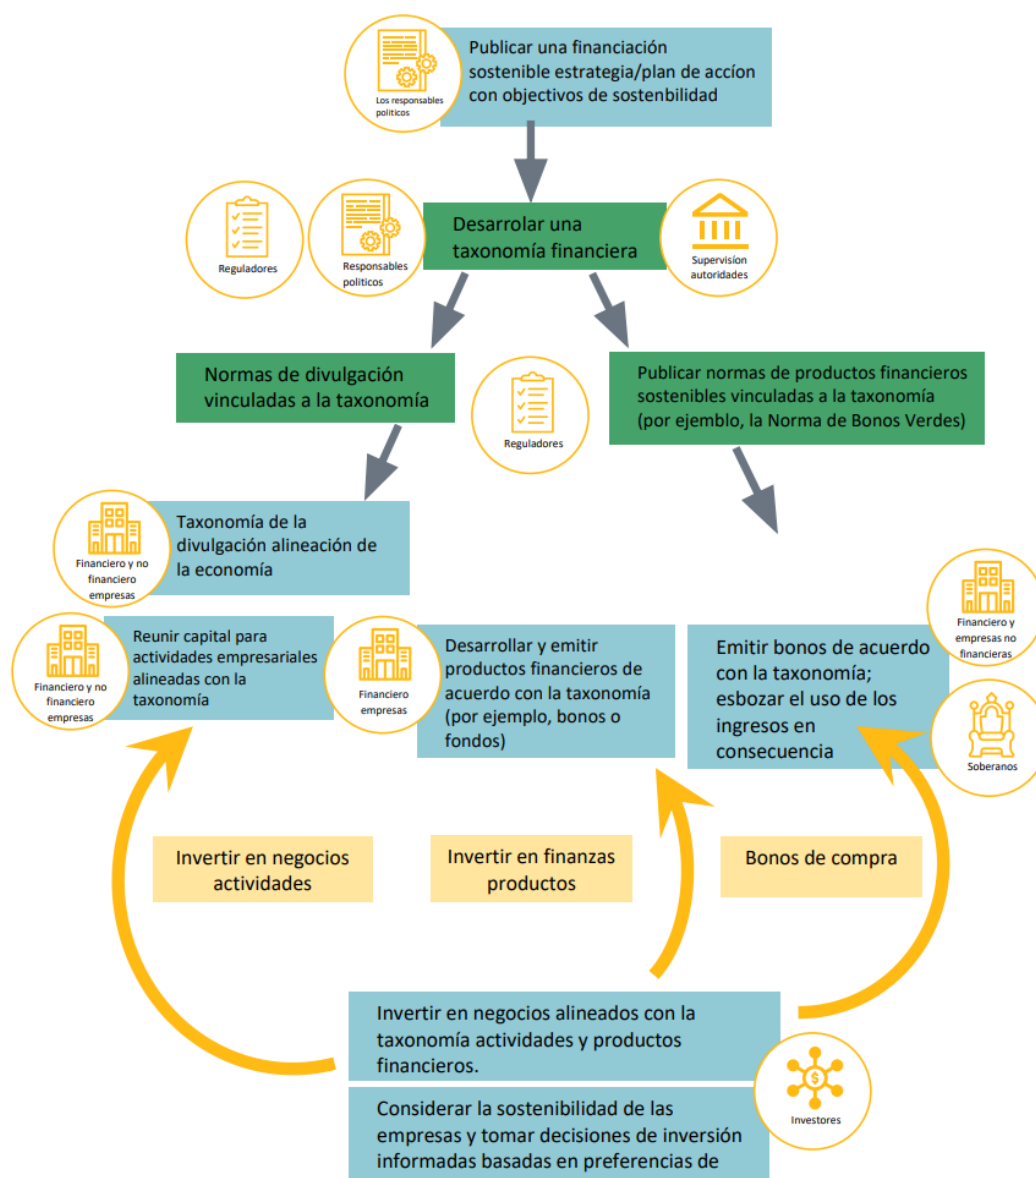 Publicar una financiación
sostenible estrategia/plan de accíon
con objectivos de sostenbilidad
Los responsables
politicos
Desarrolar una
taxonomía financiera
Reguladores
Responsables
politicos
Supervisíon
autoridades
Normas de divulgación
vinculadas a la taxonomía
Reguladores
Publicar normas de productos financieros
sostenibles vinculadas a la taxonomía
(por ejemblo, la Norma de Bonos Verdes)
Taxonomía de la
divulgación alineación de
la economía
Financiero y no
financiero
empresas
Reunir capital para
actividades empresariales
alineadas con la
taxonomía
Financiero y no
financiero
empresas
Financiero
empresas
Desarrollar y emitir
productos financieros de
acuerdo con la taxonomía
(por ejemplo, bonos o
fondos)
Emitir bonos de acuerdo
con la taxonomía;
esbozar el uso de los
ingresos en
consecuencia
Financiero y
empresas no
financieras
Soberanos
Invertir en negocios
actividades
Invertir en finanzas
productos
Bonos de compra
Invertir en negocios alineados con la
taxonomía actividades y productos
financieros.
Considerar la sostenibilidad de las
empresas y tomar decisiones de inversión
informadas basadas en preferencias de
Investores